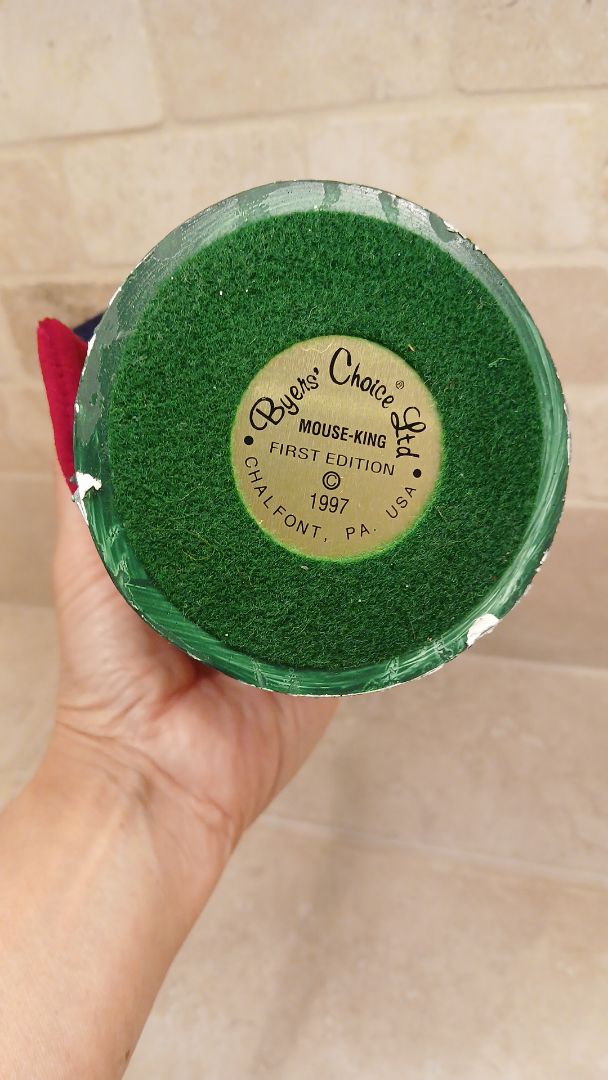 Byers' Choice® Ltd
MOUSE-KING
FIRST EDITION
©
1997
• CHALFONT, PA. USA •